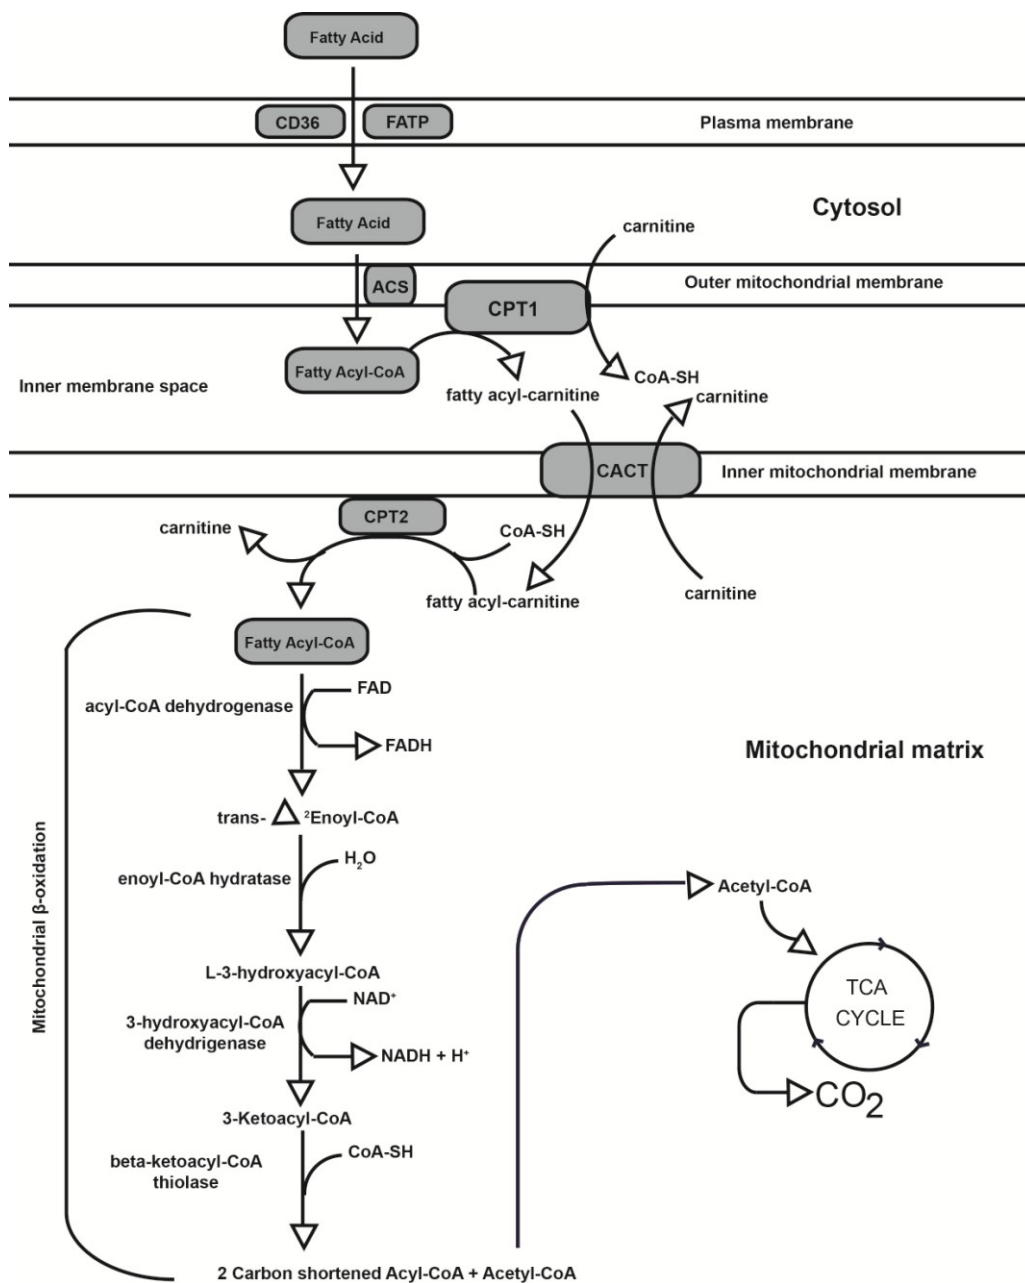 Fatty Acid
CD36
FATP
Plasma membrane
Fatty Acid
Cytosol
carnitine
ACS
Outer mitochondrial membrane
CPT1
Fatty Acyl-CoA
CoA-SH
Inner membrane space
fatty acyl-carnitine
carnitine
CACT
Inner mitochondrial membrane
CPT2
carnitine
CoA-SH
fatty acyl-carnitine
carnitine
Fatty Acyl-CoA
FAD
acyl-CoA dehydrogenase
FADH
Mitochondrial matrix
trans-△ ²Enoyl-CoA
H₂O
enoyl-CoA hydratase
Acetyl-CoA
Mitochondrial β-oxidation
L-3-hydroxyacyl-CoA
TCA
CYCLE
NAD⁺
3-hydroxyacyl-CoA
dehydrigenase
NADH + H⁺
CO₂
3-Ketoacyl-CoA
CoA-SH
beta-ketoacyl-CoA
thiolase
2 Carbon shortened Acyl-CoA + Acetyl-CoA